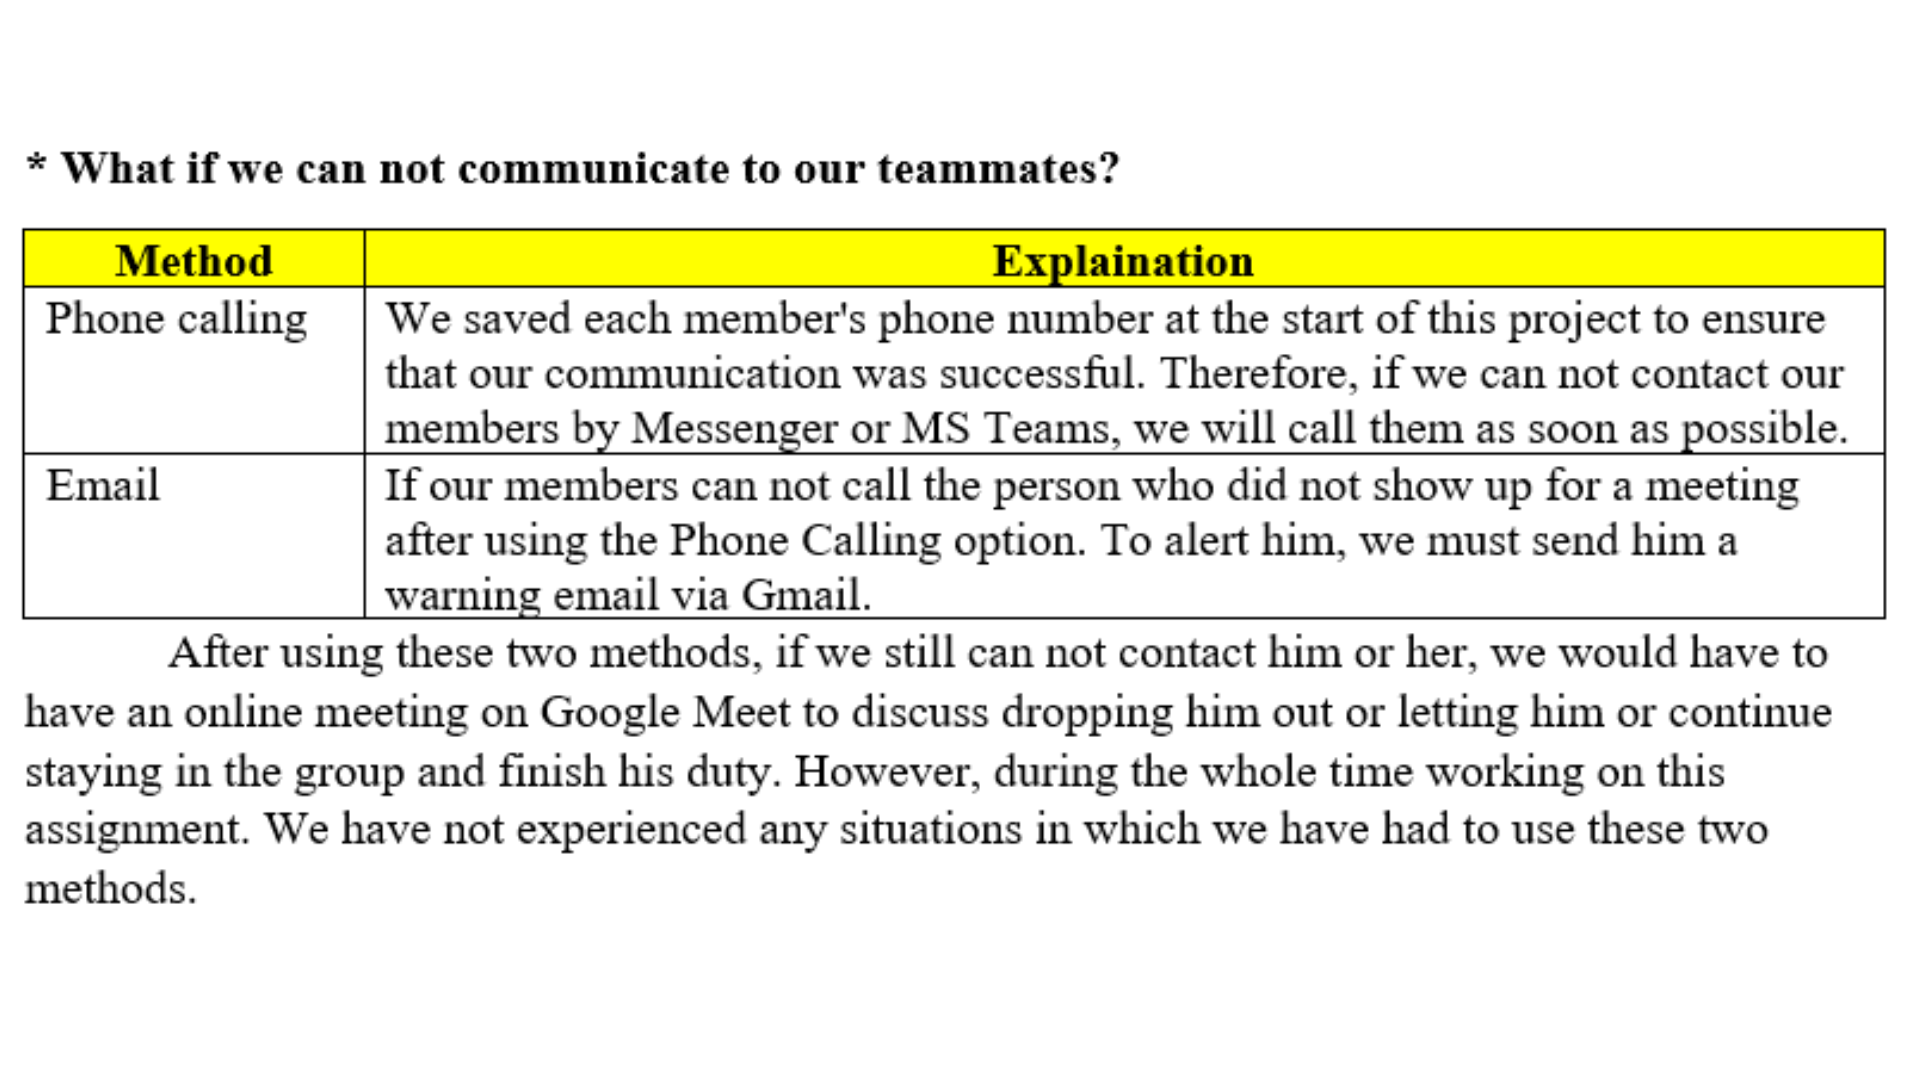 * What if we can not communicate to our teammates?
Method
Explaination
Phone calling
We saved each member's phone number at the start of this project to ensure
that our communication was successful. Therefore, if we can not contact our
members by Messenger or MS Teams, we will call them as soon as possible.
Email
If our members can not call the person who did not show up for a meeting
after using the Phone Calling option. To alert him, we must send him a
warning email via Gmail.
After using these two methods, if we still can not contact him or her, we would have to
have an online meeting on Google Meet to discuss dropping him out or letting him or continue
staying in the group and finish his duty. However, during the whole time working on this
assignment. We have not experienced any situations in which we have had to use these two
methods.